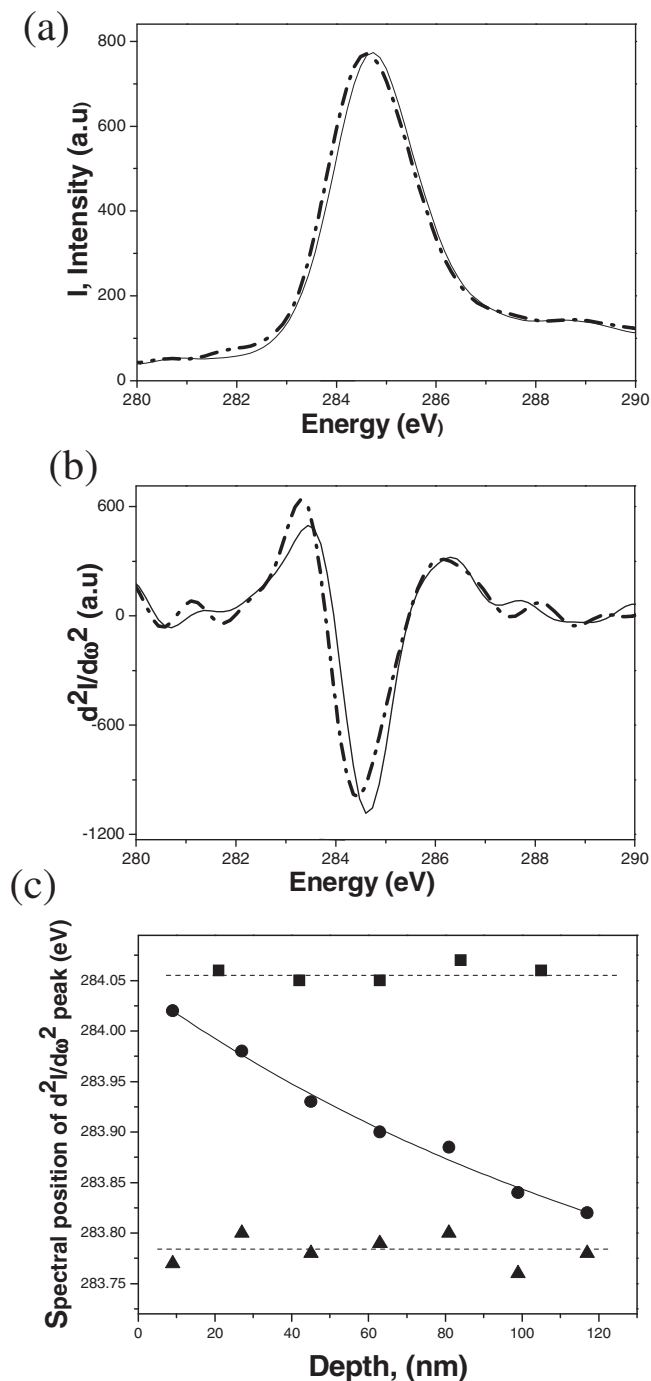 (a)
I, Intensity (a.u)
800
600
400
200
0
280 282 284 286 288 290
Energy (eV)
(b)
d²I/dω² (a.u)
600
0
-600
-1200
280 282 284 286 288 290
Energy (eV)
(c)
Spectral position of d²I/dω² peak (eV)
284.05
284.00
283.95
283.90
283.85
283.80
283.75
0 20 40 60 80 100 120
Depth, (nm)